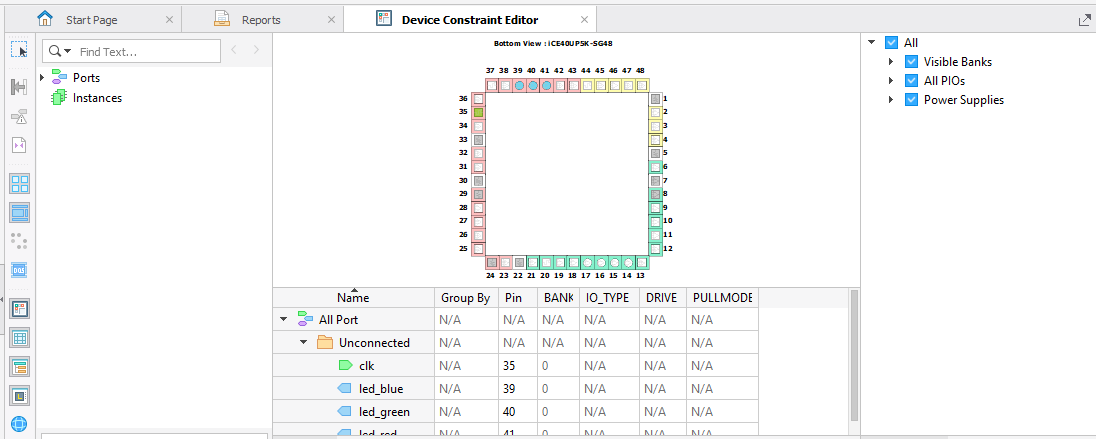 Start Page
Reports
Device Constraint Editor
Find Text...
Ports
Instances
Bottom View : iCE40UP5K-SG48
37 38 39 40 41 42 43 44 45 46 47 48
36
35
34
33
32
31
30
29
28
27
26
25
1
2
3
4
5
6
7
8
9
10
11
12
24 23 22 21 20 19 18 17 16 15 14 13
All
Visible Banks
All PIOs
Power Supplies
Name Group By Pin BANK IO_TYPE DRIVE PULLMODE
All Port N/A N/A N/A N/A N/A N/A
Unconnected N/A N/A N/A N/A N/A N/A
clk N/A 35 0 N/A N/A N/A
led_blue N/A 39 0 N/A N/A N/A
led_green N/A 40 0 N/A N/A N/A
led_red N/A 41 0 N/A N/A N/A